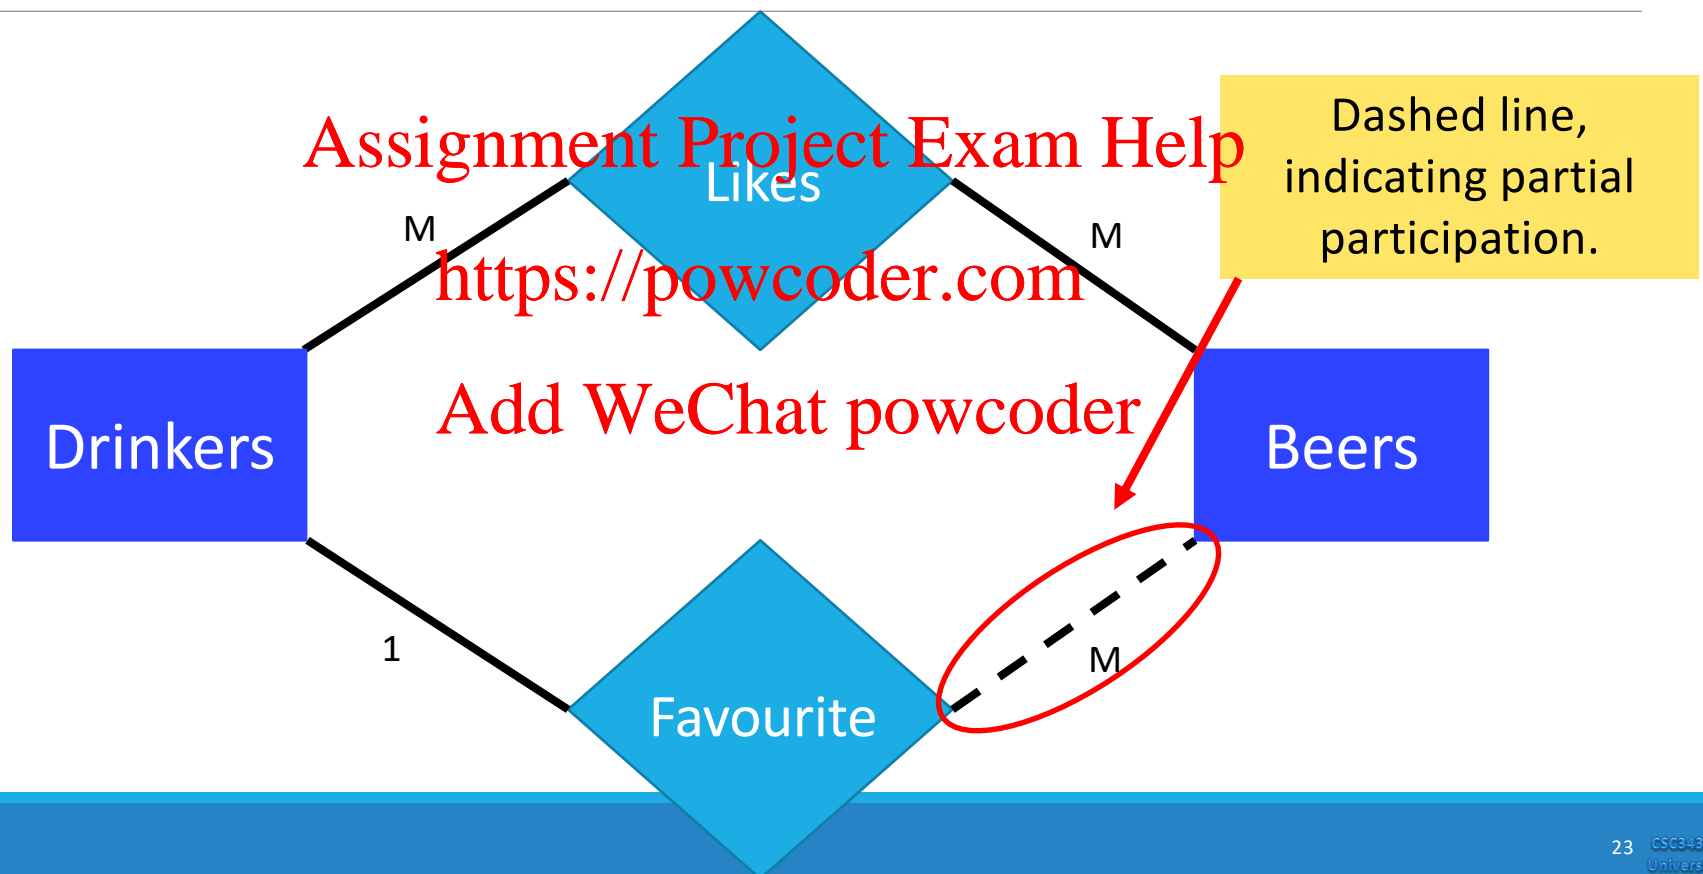 Assignment Project Exam Help
Likes
Dashed line,
indicating partial
participation.
M
M
https://powcoder.com
Add WeChat powcoder
Drinkers
Beers
1
M
Favourite
23
CSC343